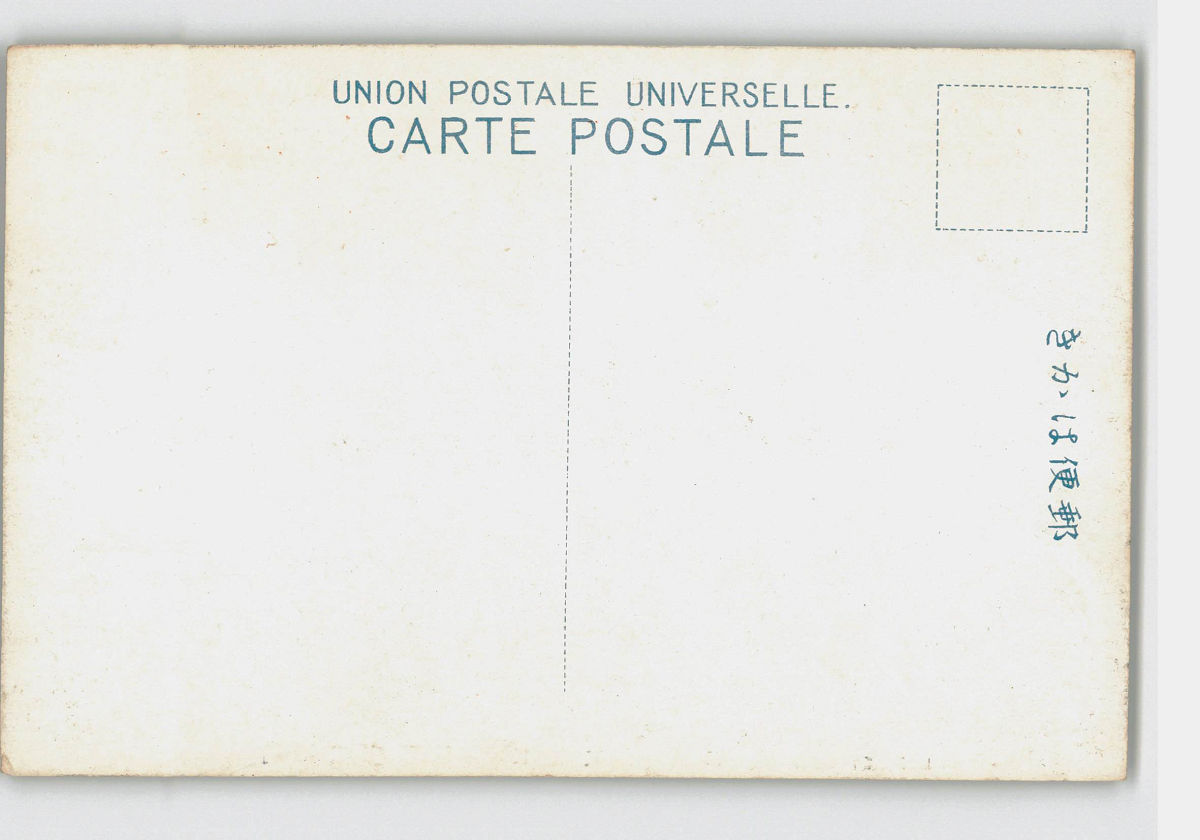 UNION POSTALE UNIVERSELLE.
CARTE POSTALE
郵便はかき